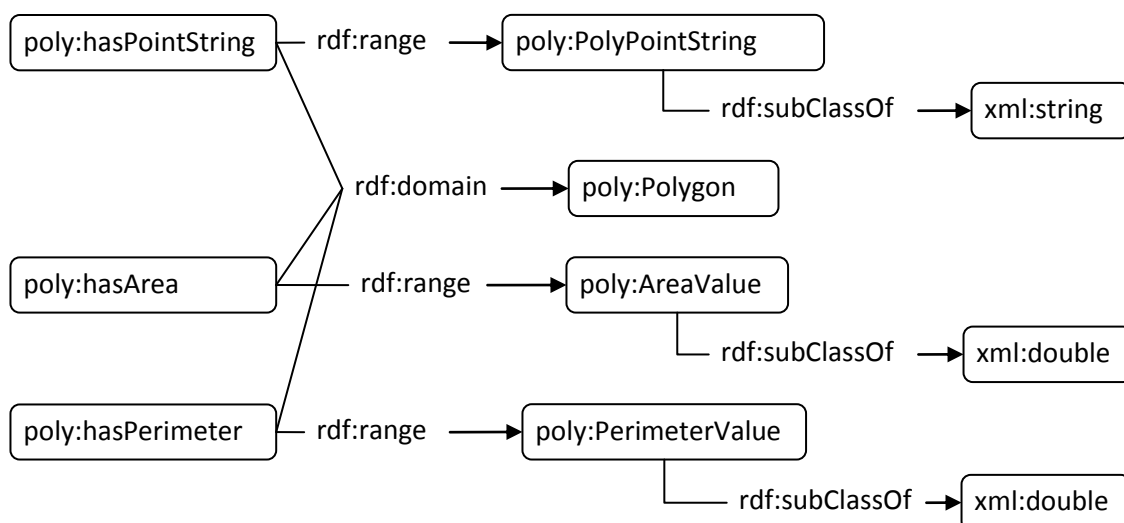 poly:hasPointString rdf:range poly:PolyPointString
rdf:subClassOf xml:string
rdf:domain poly:Polygon
poly:hasArea rdf:range poly:AreaValue
rdf:subClassOf xml:double
poly:hasPerimeter rdf:range poly:PerimeterValue
rdf:subClassOf xml:double